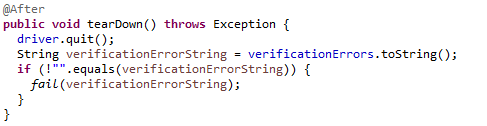 @After
public void tearDown() throws Exception {
  driver.quit();
  String verificationErrorString = verificationErrors.toString();
  if (!"".equals(verificationErrorString)) {
    fail(verificationErrorString);
  }
}